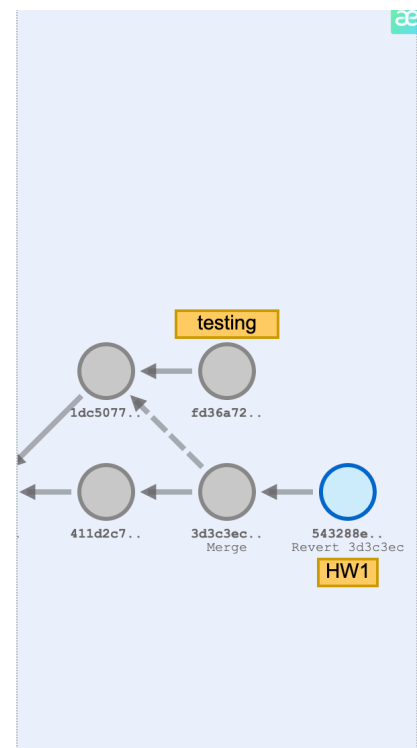 æ
testing
1dc5077.. fd36a72..
. 411d2c7.. 3d3c3ec.. 543288e..
Merge Revert 3d3c3ec
HW1